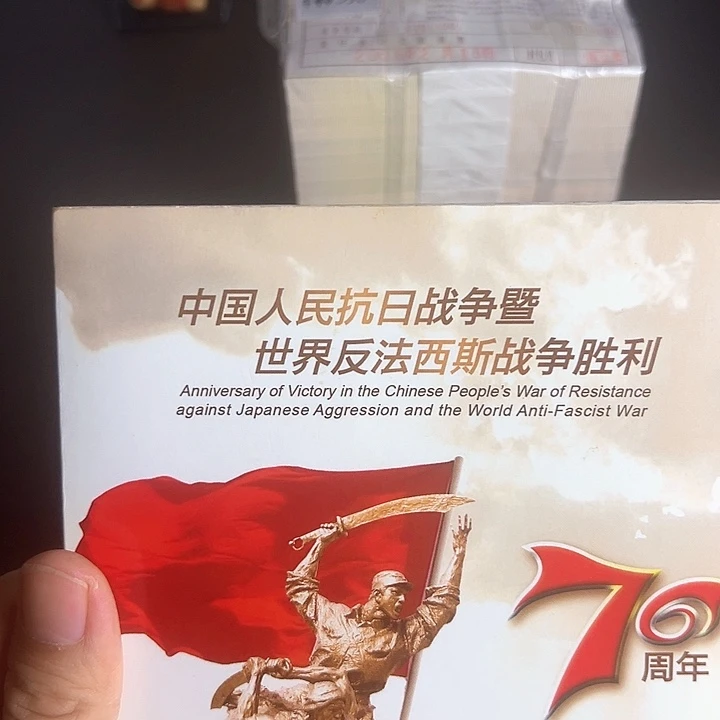 中国人民抗日战争暨
世界反法西斯战争胜利
Anniversary of Victory in the Chinese People's War of Resistance
against Japanese Aggression and the World Anti-Fascist War
70
周年